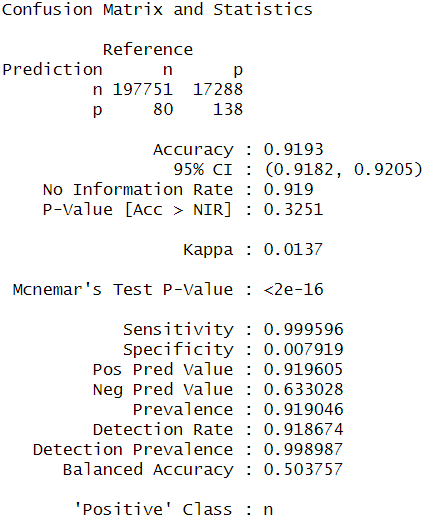 Confusion Matrix and Statistics
Reference
Prediction n p
n 197751 17288
p 80 138
Accuracy : 0.9193
95% CI : (0.9182, 0.9205)
No Information Rate : 0.919
P-Value [Acc > NIR] : 0.3251
Kappa : 0.0137
Mcnemar's Test P-Value : <2e-16
Sensitivity : 0.999596
Specificity : 0.007919
Pos Pred Value : 0.919605
Neg Pred Value : 0.633028
Prevalence : 0.919046
Detection Rate : 0.918674
Detection Prevalence : 0.998987
Balanced Accuracy : 0.503757
'Positive' Class : n